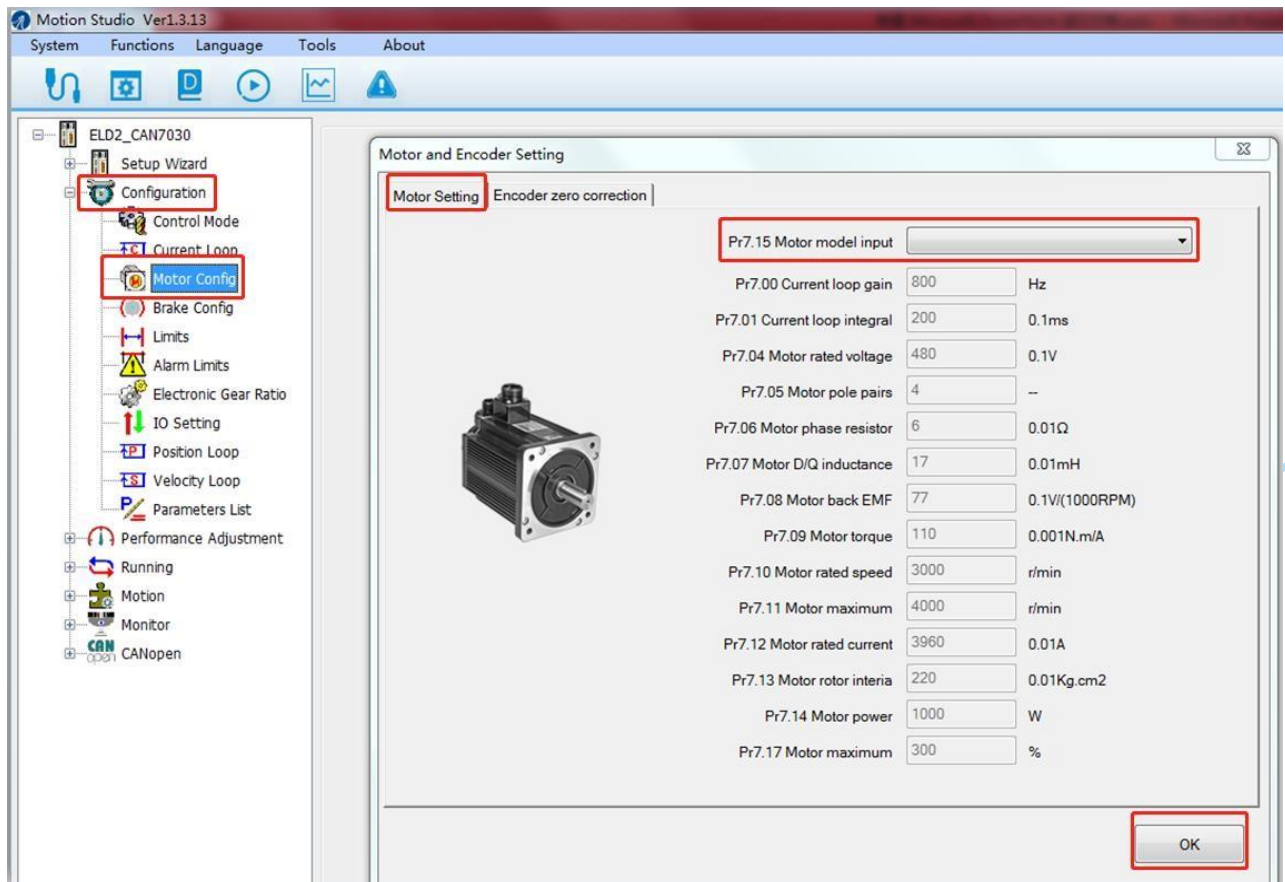 Motion Studio Ver1.3.13
System Functions Language Tools About
D
ELD2_CAN7030
Setup Wizard
Configuration
Control Mode
C Current Loop
Motor Config
Brake Config
Limits
Alarm Limits
Electronic Gear Ratio
IO Setting
P Position Loop
S Velocity Loop
P Parameters List
Performance Adjustment
Running
Motion
Monitor
CAN open CANopen
Motor and Encoder Setting
Motor Setting Encoder zero correction
Pr7.15 Motor model input
Pr7.00 Current loop gain 800 Hz
Pr7.01 Current loop integral 200 0.1ms
Pr7.04 Motor rated voltage 480 0.1V
Pr7.05 Motor pole pairs 4 --
Pr7.06 Motor phase resistor 6 0.01Ω
Pr7.07 Motor D/Q inductance 17 0.01mH
Pr7.08 Motor back EMF 77 0.1V/(1000RPM)
Pr7.09 Motor torque 110 0.001N.m/A
Pr7.10 Motor rated speed 3000 r/min
Pr7.11 Motor maximum 4000 r/min
Pr7.12 Motor rated current 3960 0.01A
Pr7.13 Motor rotor interia 220 0.01Kg.cm2
Pr7.14 Motor power 1000 W
Pr7.17 Motor maximum 300 %
OK